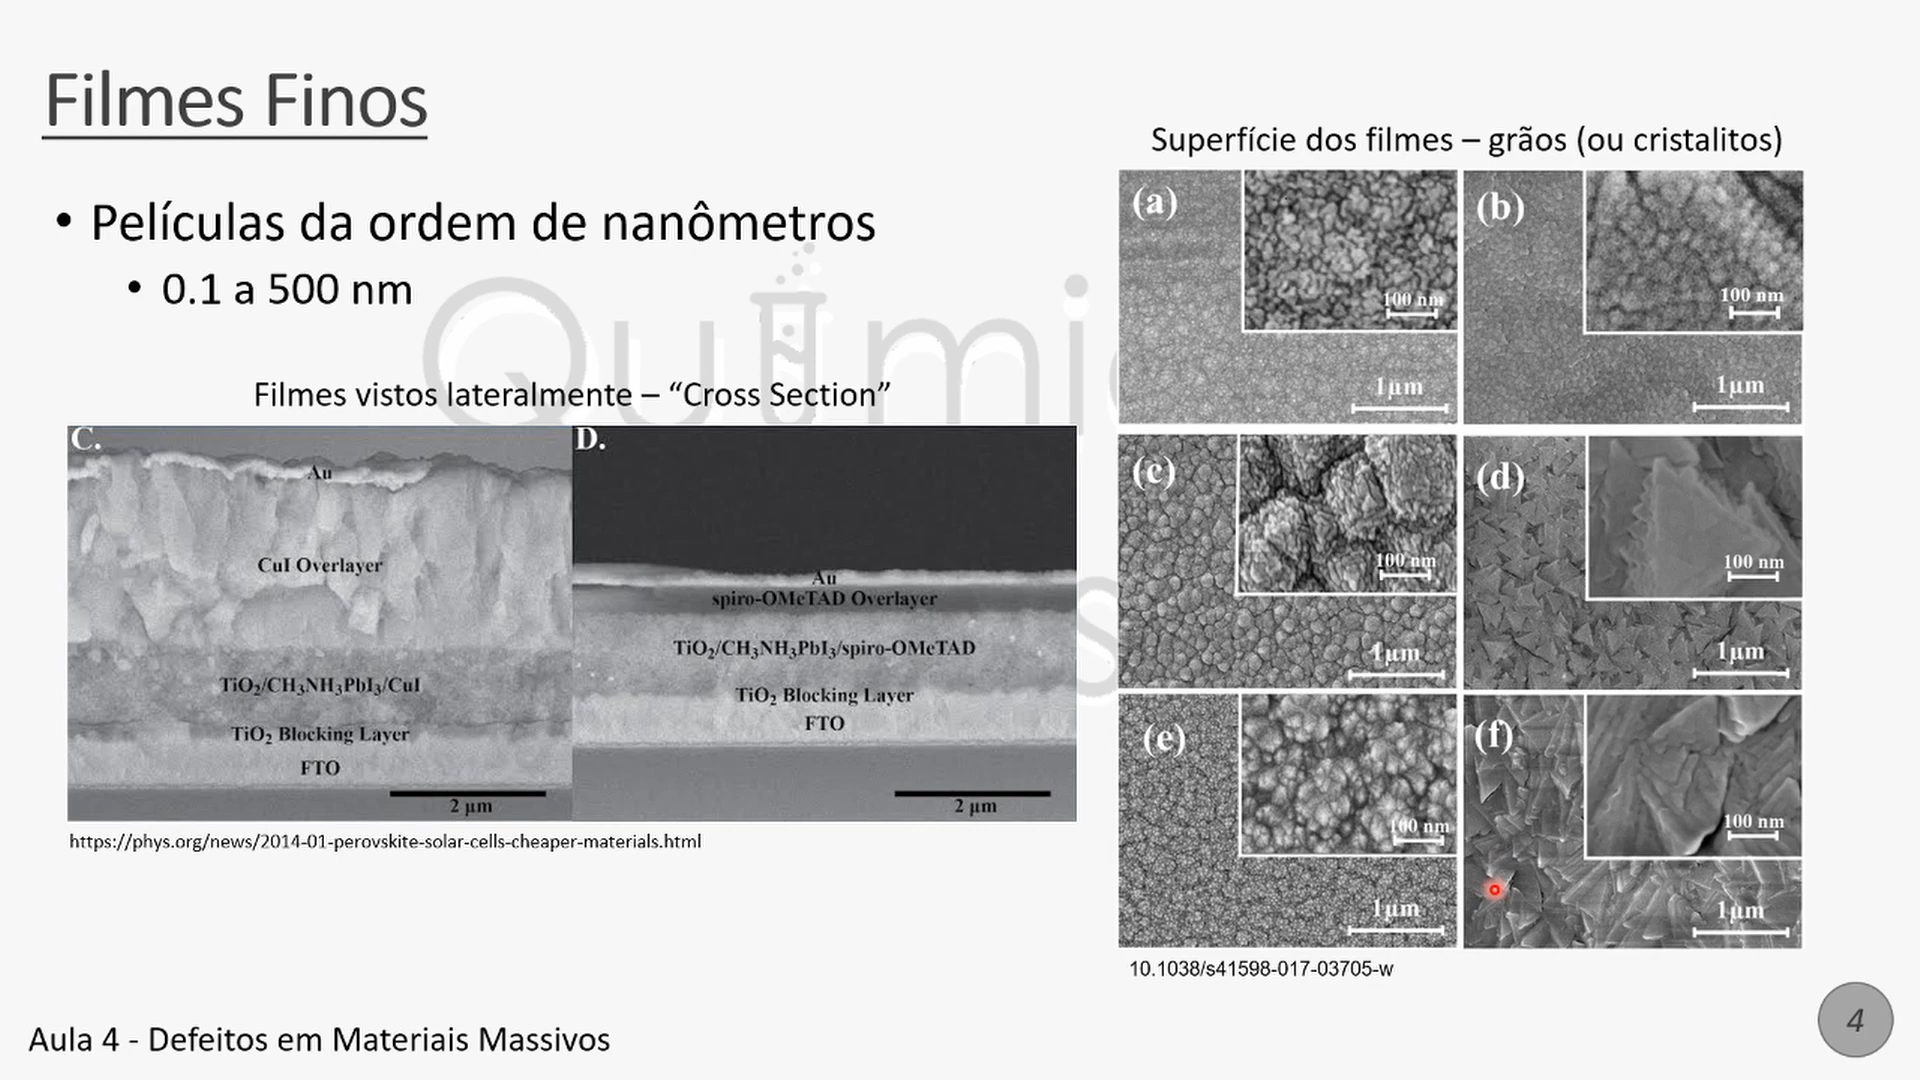 Filmes Finos
• Películas da ordem de nanômetros
• 0.1 a 500 nm
Filmes vistos lateralmente – “Cross Section”
C.
Au
CuI Overlayer
TiO2/CH3NH3PbI3/CuI
TiO2 Blocking Layer
FTO
2 µm
D.
Au
spiro-OMeTAD Overlayer
TiO2/CH3NH3PbI3/spiro-OMeTAD
TiO2 Blocking Layer
FTO
2 µm
https://phys.org/news/2014-01-perovskite-solar-cells-cheaper-materials.html
Superfície dos filmes – grãos (ou cristalitos)
(a)
100 nm
1µm
(b)
100 nm
1µm
(c)
100 nm
1µm
(d)
100 nm
1µm
(e)
100 nm
1µm
(f)
100 nm
1µm
10.1038/s41598-017-03705-w
Aula 4 - Defeitos em Materiais Massivos
4